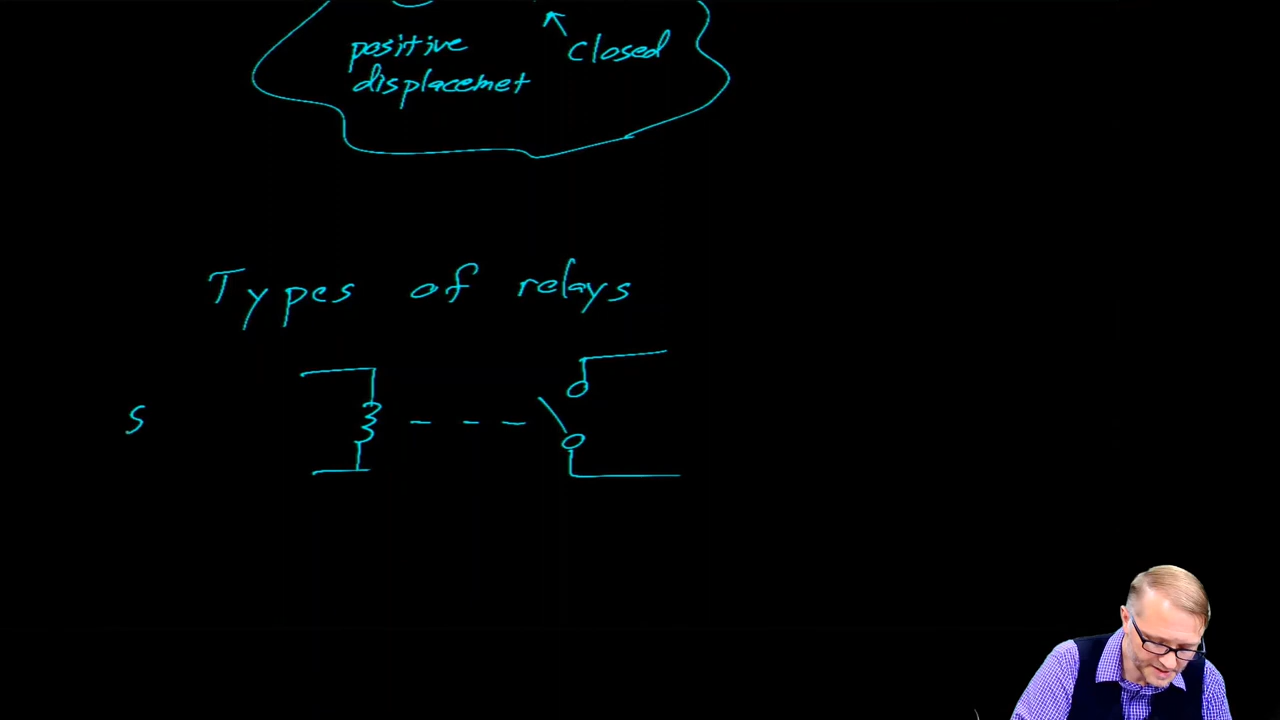 positive
closed
displacemet
Types of relays
S